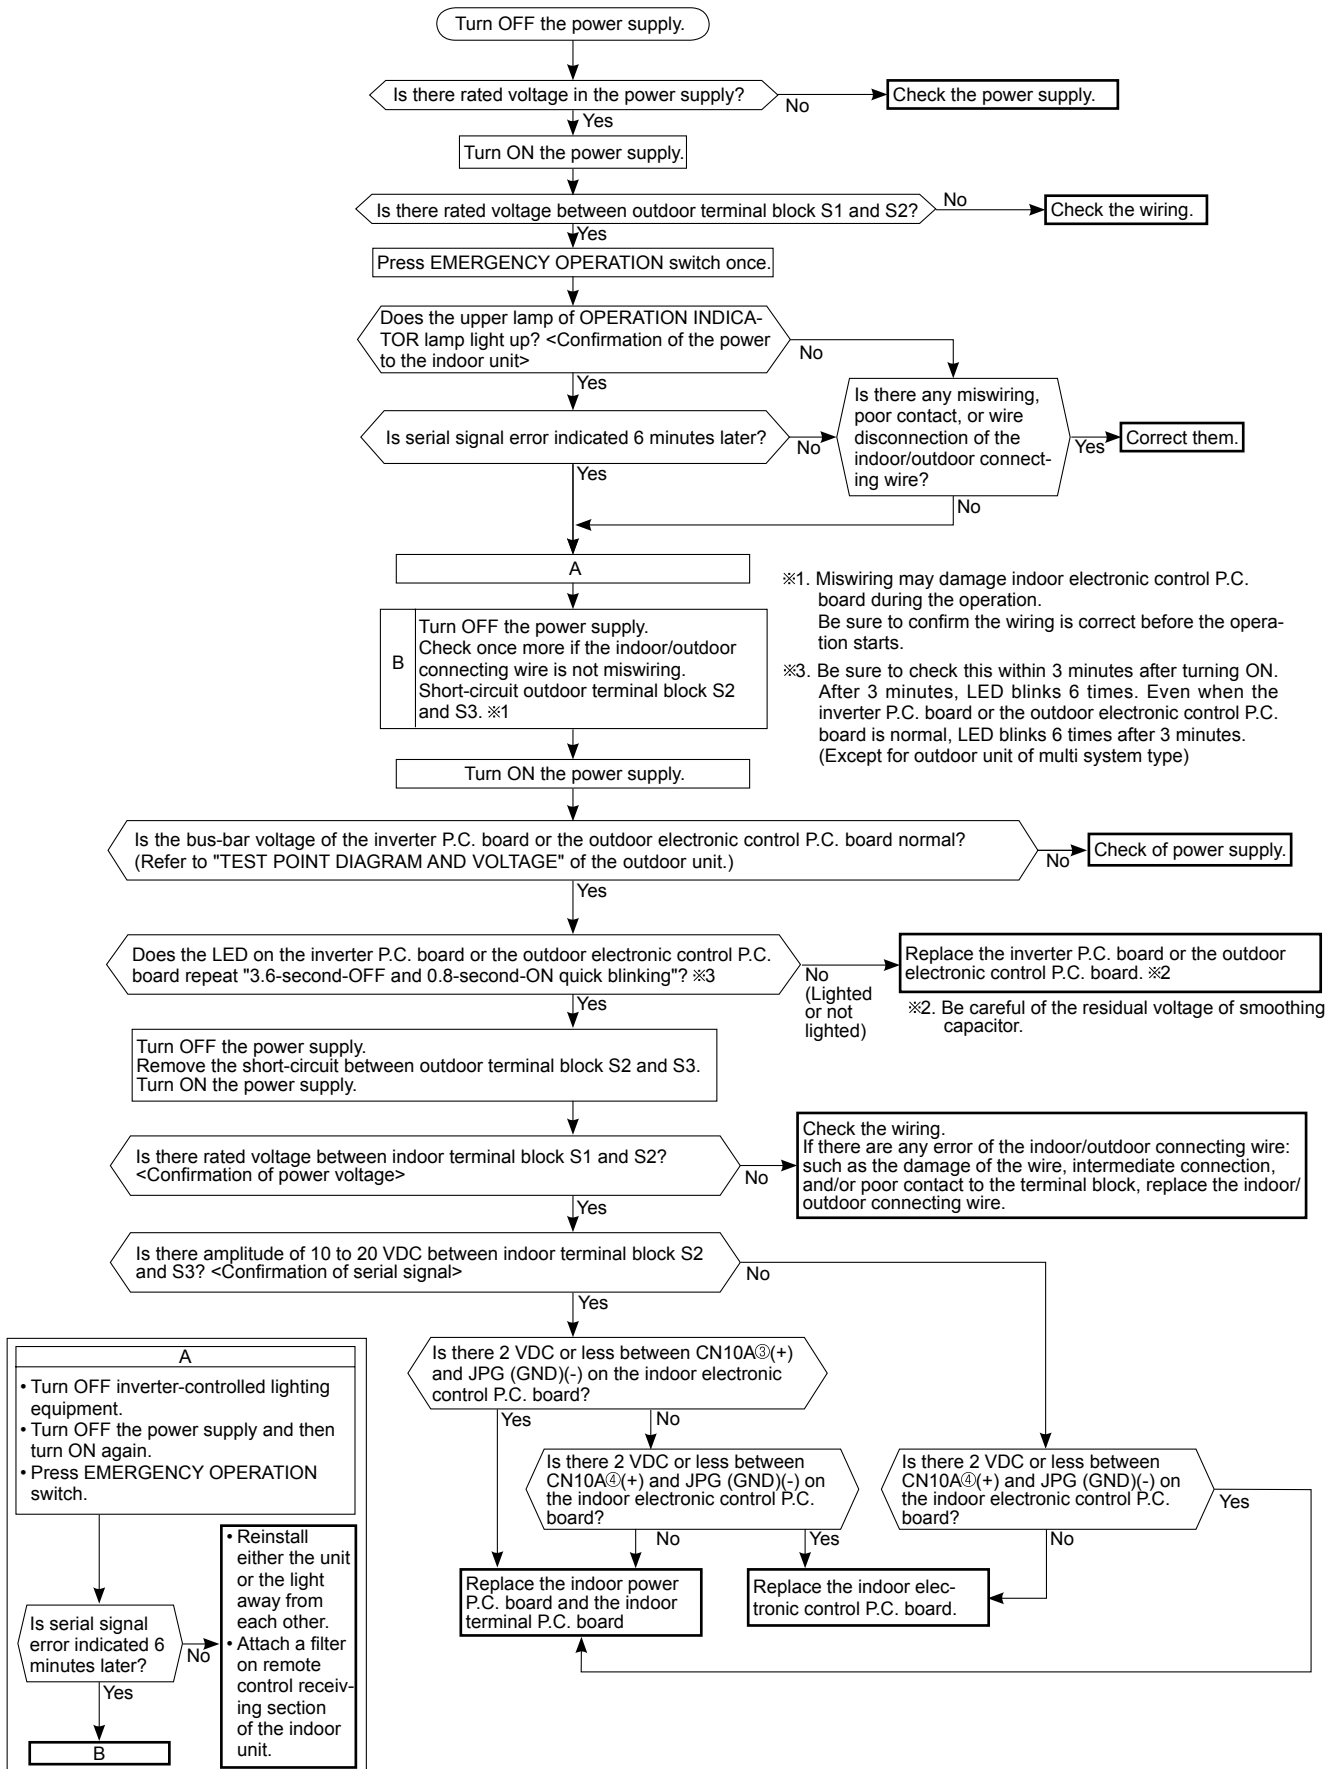 Turn OFF the power supply.
Is there rated voltage in the power supply?
No
Check the power supply.
Yes
Turn ON the power supply.
Is there rated voltage between outdoor terminal block S1 and S2?
No
Check the wiring.
Yes
Press EMERGENCY OPERATION switch once.
Does the upper lamp of OPERATION INDICA-
TOR lamp light up? <Confirmation of the power
to the indoor unit>
No
Yes
Is there any miswiring,
poor contact, or wire
disconnection of the
indoor/outdoor connect-
ing wire?
Yes
Correct them.
Is serial signal error indicated 6 minutes later?
No
Yes
No
A
※1. Miswiring may damage indoor electronic control P.C.
board during the operation.
Be sure to confirm the wiring is correct before the opera-
tion starts.
※3. Be sure to check this within 3 minutes after turning ON.
After 3 minutes, LED blinks 6 times. Even when the
inverter P.C. board or the outdoor electronic control P.C.
board is normal, LED blinks 6 times after 3 minutes.
(Except for outdoor unit of multi system type)
B
Turn OFF the power supply.
Check once more if the indoor/outdoor
connecting wire is not miswiring.
Short-circuit outdoor terminal block S2
and S3. ※1
Turn ON the power supply.
Is the bus-bar voltage of the inverter P.C. board or the outdoor electronic control P.C. board normal?
(Refer to "TEST POINT DIAGRAM AND VOLTAGE" of the outdoor unit.)
No
Check of power supply.
Yes
Does the LED on the inverter P.C. board or the outdoor electronic control P.C.
board repeat "3.6-second-OFF and 0.8-second-ON quick blinking"? ※3
No
(Lighted
or not
lighted)
Replace the inverter P.C. board or the outdoor
electronic control P.C. board. ※2
※2. Be careful of the residual voltage of smoothing
capacitor.
Yes
Turn OFF the power supply.
Remove the short-circuit between outdoor terminal block S2 and S3.
Turn ON the power supply.
Is there rated voltage between indoor terminal block S1 and S2?
<Confirmation of power voltage>
No
Check the wiring.
If there are any error of the indoor/outdoor connecting wire:
such as the damage of the wire, intermediate connection,
and/or poor contact to the terminal block, replace the indoor/
outdoor connecting wire.
Yes
Is there amplitude of 10 to 20 VDC between indoor terminal block S2
and S3? <Confirmation of serial signal>
No
Yes
Is there 2 VDC or less between CN10A③(+)
and JPG (GND)(-) on the indoor electronic
control P.C. board?
Yes
No
Is there 2 VDC or less between
CN10A④(+) and JPG (GND)(-) on
the indoor electronic control P.C.
board?
No
Yes
Is there 2 VDC or less between
CN10A④(+) and JPG (GND)(-) on
the indoor electronic control P.C.
board?
Yes
No
Replace the indoor power
P.C. board and the indoor
terminal P.C. board
Replace the indoor elec-
tronic control P.C. board.
A
• Turn OFF inverter-controlled lighting
equipment.
• Turn OFF the power supply and then
turn ON again.
• Press EMERGENCY OPERATION
switch.
Is serial signal
error indicated 6
minutes later?
No
Yes
B
• Reinstall
either the unit
or the light
away from
each other.
• Attach a filter
on remote
control receiv-
ing section
of the indoor
unit.